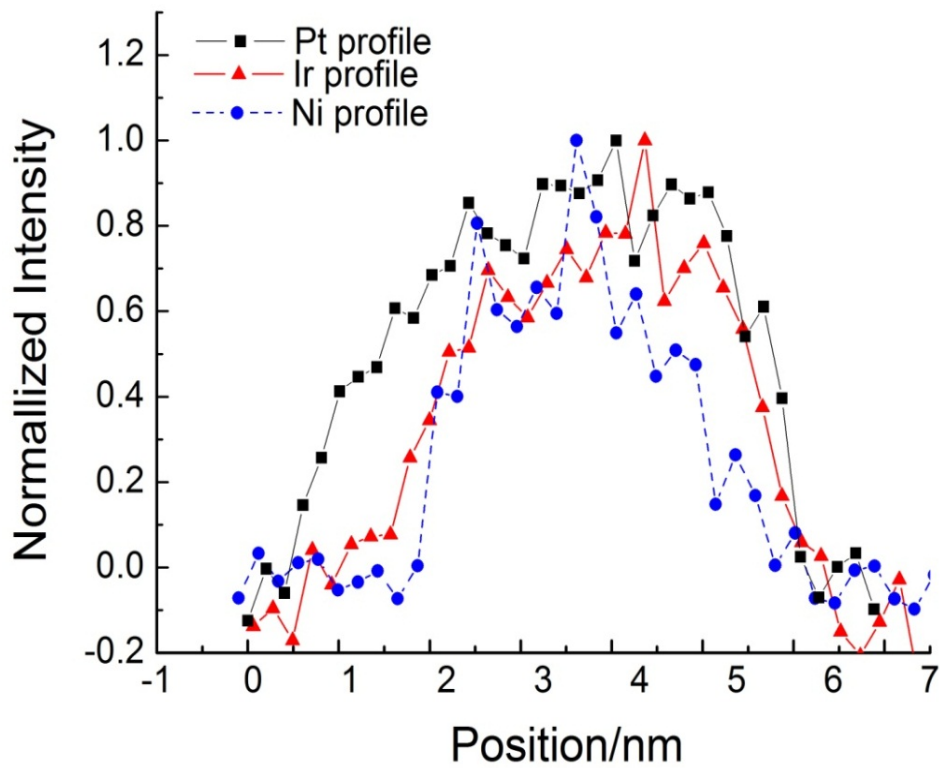 Pt profile
Ir profile
Ni profile
1.2
1.0
0.8
0.6
0.4
0.2
0.0
-0.2
Normallized Intensity
-1 0 1 2 3 4 5 6 7
Position/nm